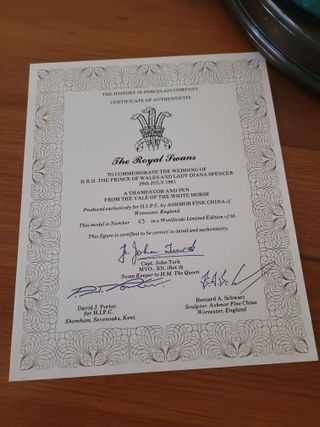 THE HISTORY IN PORCELAIN COMPANY
CERTIFICATE OF AUTHENTICITY
The Royal Swans
TO COMMEMORATE THE WEDDING OF
H.R.H. THE PRINCE OF WALES AND LADY DIANA SPENCER
29th JULY 1981
A THAMES COB AND PEN
FROM THE VALE OF THE WHITE HORSE
Produced exclusively for H.I.P.C. by ASHMOR FINE CHINA of
Worcester, England
This model is Number 45 in a Worldwide Limited Edition of 98
This figure is certified to be correct in detail and authenticity.
F. John Turk
Capt. John Turk
MVO., RN. (Ret'd)
Swan Keeper to H.M. The Queen
David J. Porter.
for H.I.P.C.
Shoreham, Sevenoaks, Kent.
Bernard A. Schwarz
Sculptor. Ashmor Fine China
Worcester, England